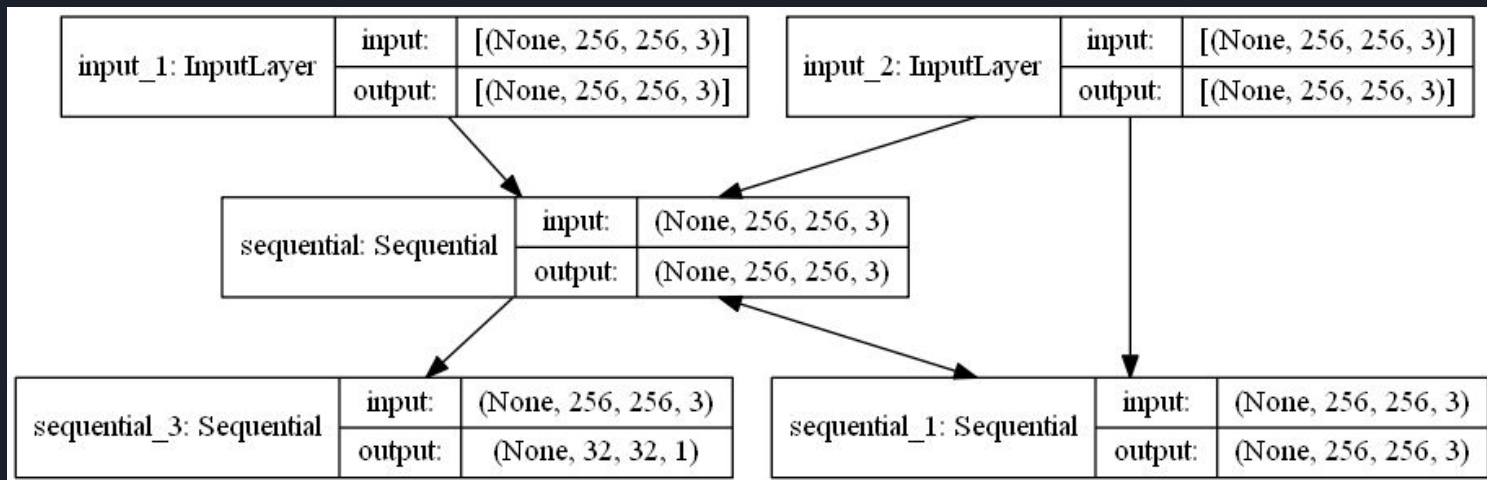 input_1: InputLayer
input:
[(None, 256, 256, 3)]
output:
[(None, 256, 256, 3)]
input_2: InputLayer
input:
[(None, 256, 256, 3)]
output:
[(None, 256, 256, 3)]
sequential: Sequential
input:
(None, 256, 256, 3)
output:
(None, 256, 256, 3)
sequential_3: Sequential
input:
(None, 256, 256, 3)
output:
(None, 32, 32, 1)
sequential_1: Sequential
input:
(None, 256, 256, 3)
output:
(None, 256, 256, 3)